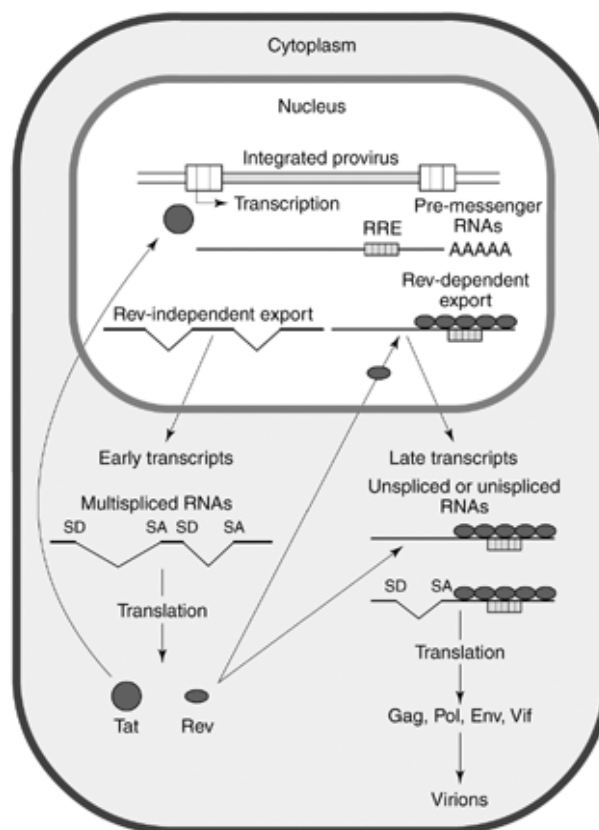 Cytoplasm
Nucleus
Integrated provirus
Transcription
Pre-messenger
RNAs
RRE
AAAAA
Rev-dependent
export
Rev-independent export
Early transcripts
Late transcripts
Multispliced RNAs
Unspliced or unispliced
RNAs
SD SA SD SA
SD SA
Translation
Translation
Tat Rev
Gag, Pol, Env, Vif
Virions